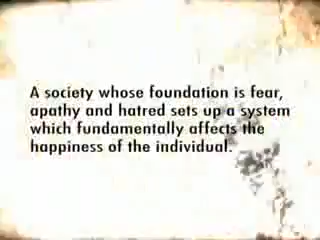 A society whose foundation is fear,
apathy and hatred sets up a system
which fundamentally affects the
happiness of the individual.